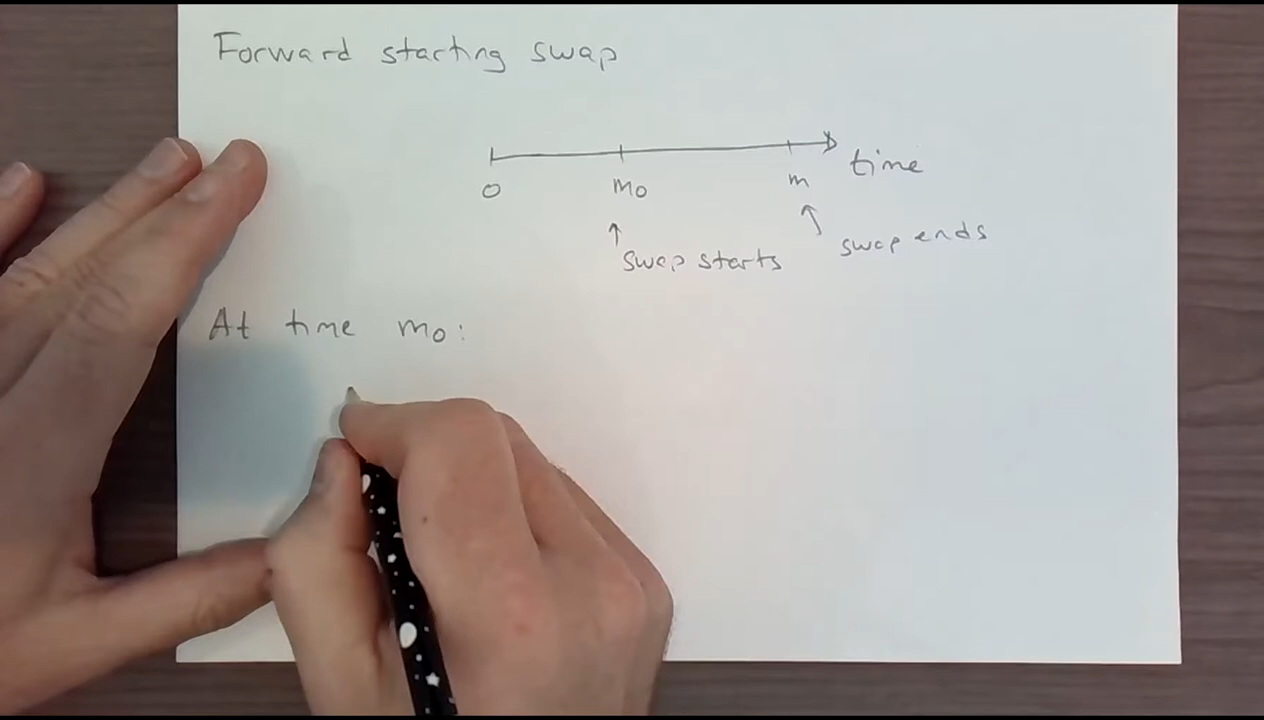 Forward starting swap
0 m0 m time
↑ swap starts ↑ swap ends
At time m0: